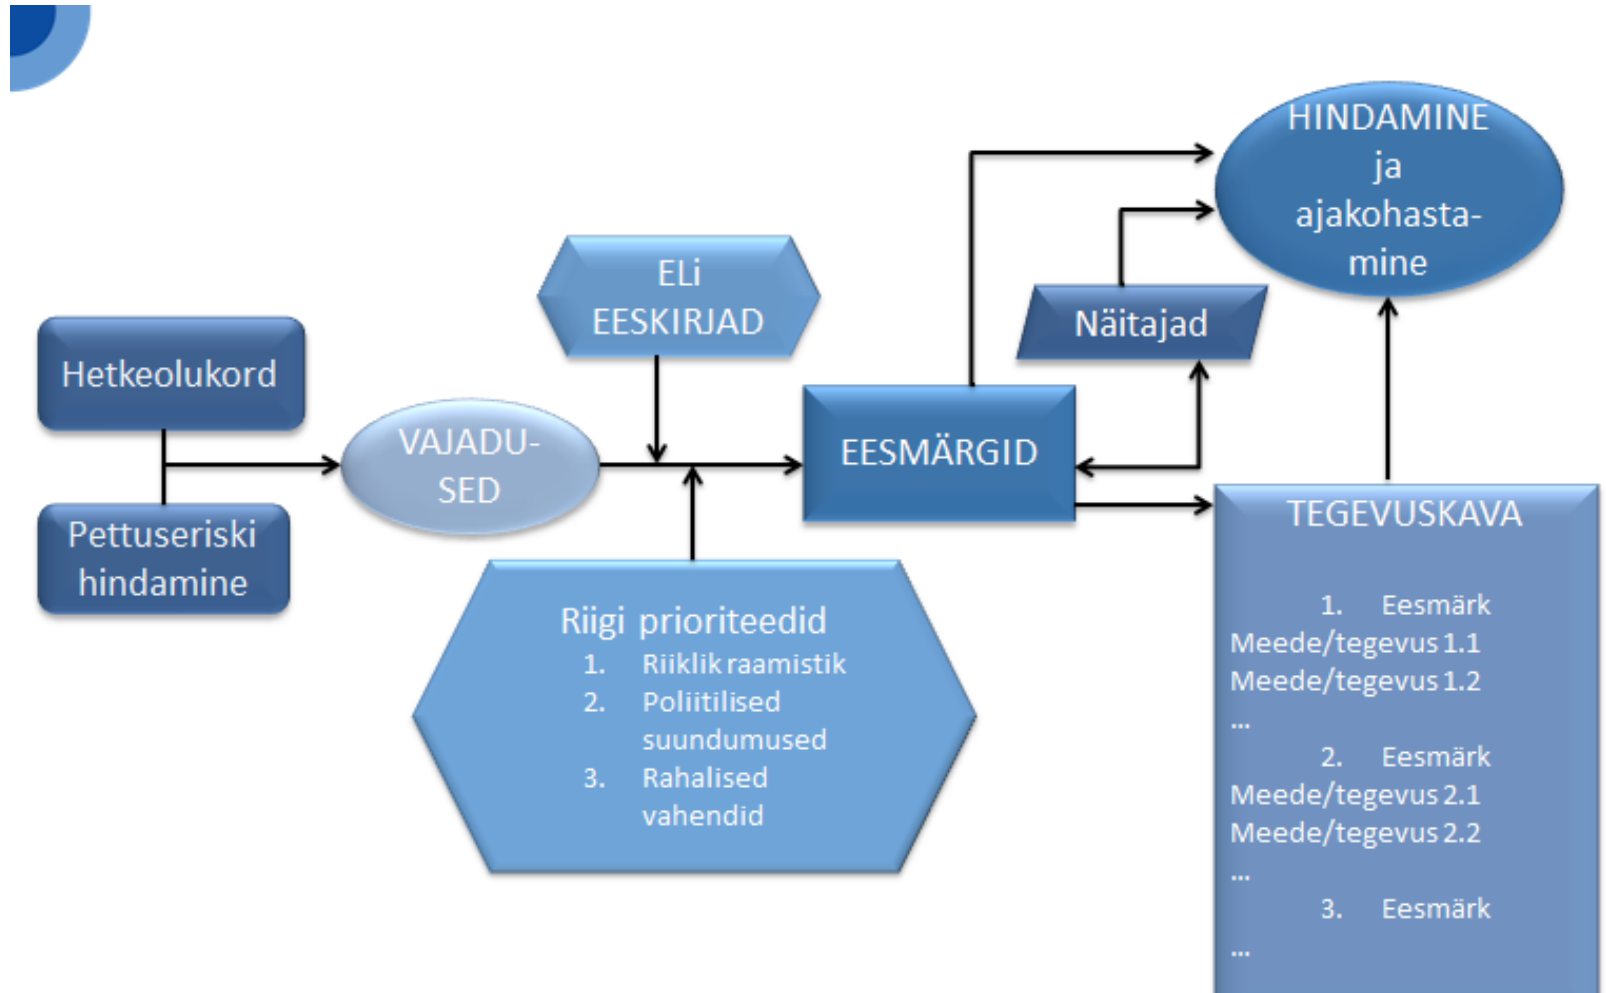 HINDAMINE
ja
ajakohasta-
mine
ELi
EESKIRJAD
Näitajad
Hetkeolukord
VAJADU-
SED
EESMÄRGID
Pettuseriski
hindamine
Riigi prioriteedid
1. Riiklik raamistik
2. Poliitilised
suundumused
3. Rahalised
vahendid
TEGEVUSKAVA
1. Eesmärk
Meede/tegevus 1.1
Meede/tegevus 1.2
...
2. Eesmärk
Meede/tegevus 2.1
Meede/tegevus 2.2
...
3. Eesmärk
...